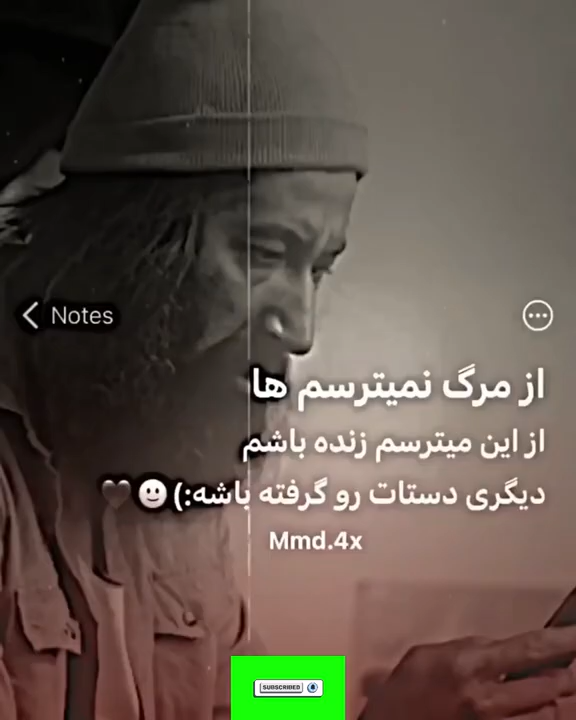 Notes
از مرگ نمیترسم ها
از این میترسم زنده باشم
دیگری دستات رو گرفته باشه:) 🙂🖤
Mmd.4x
SUBSCRIBED